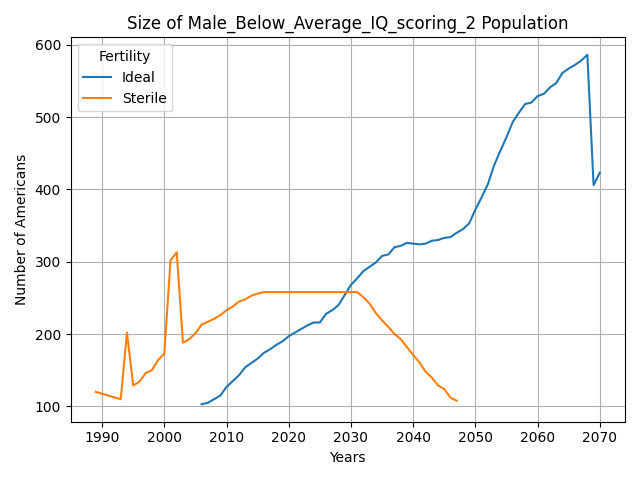 Size of Male_Below_Average_IQ_scoring_2 Population
Fertility
Ideal
Sterile
600
500
400
300
200
100
Number of Americans
1990 2000 2010 2020 2030 2040 2050 2060 2070
Years